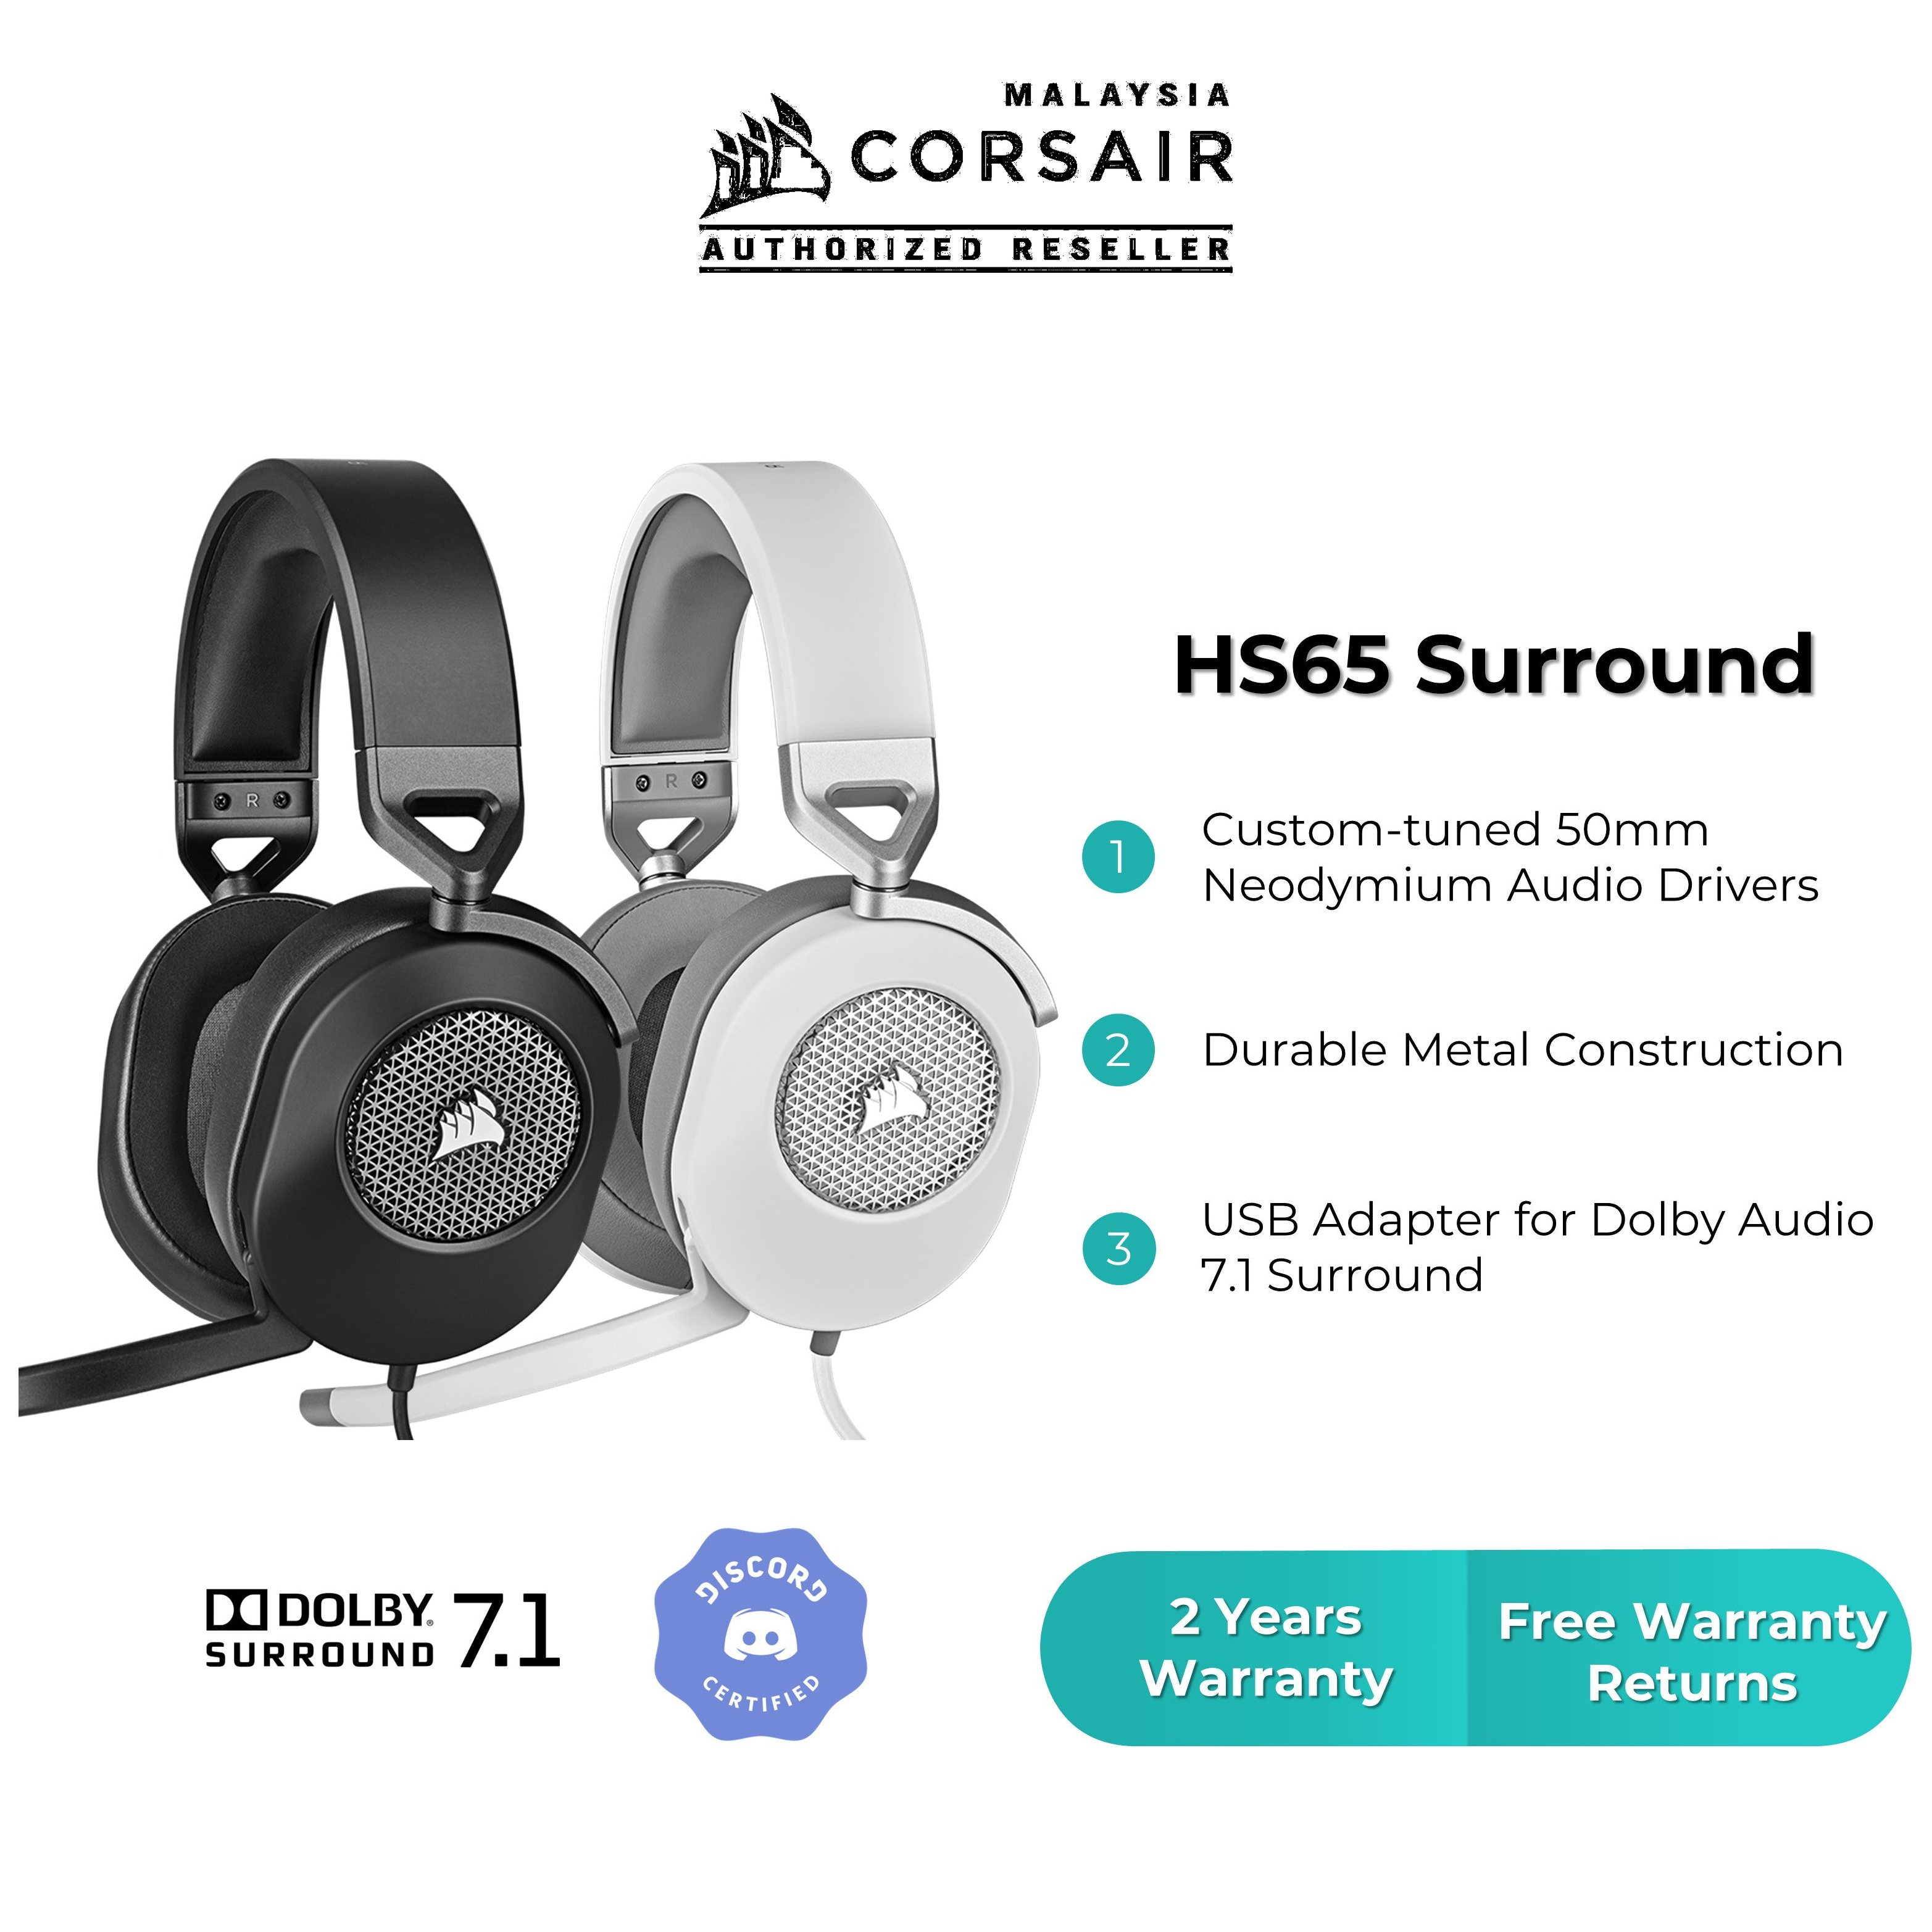 MALAYSIA
CORSAIR
AUTHORIZED RESELLER
HS65 Surround
1
Custom-tuned 50mm
Neodymium Audio Drivers
2
Durable Metal Construction
3
USB Adapter for Dolby Audio
7.1 Surround
R
R
DOLBY®
SURROUND 7.1
DISCORD
CERTIFIED
2 Years
Warranty
Free Warranty
Returns